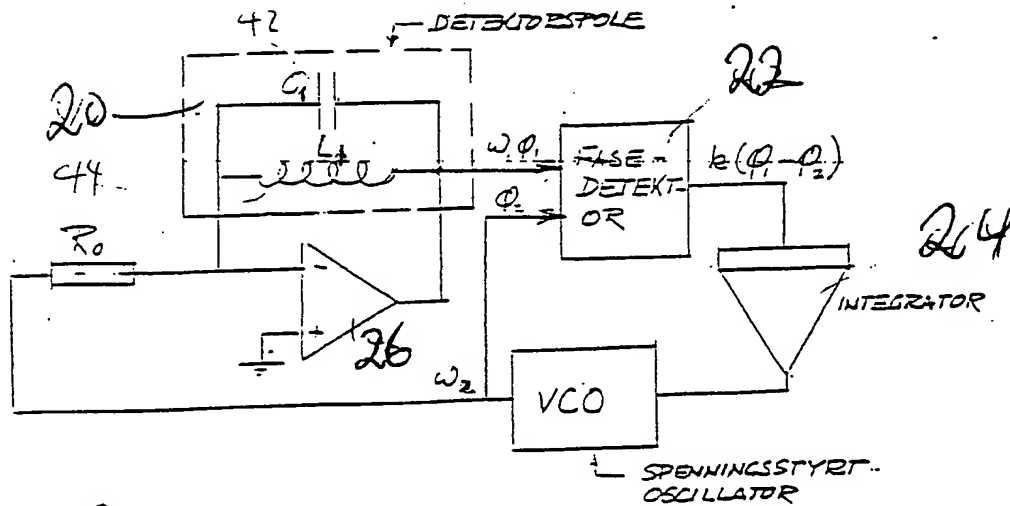 42
DETEKTORSPOLE
22
20
C1
L1
44
ω φ1
FASE-
DETEKT-
OR
k(φ1-φ2)
φ2
R0
-
+
26
24
INTEGRATOR
ω2
VCO
SPENNINGSSTYRT-
OSCILLATOR